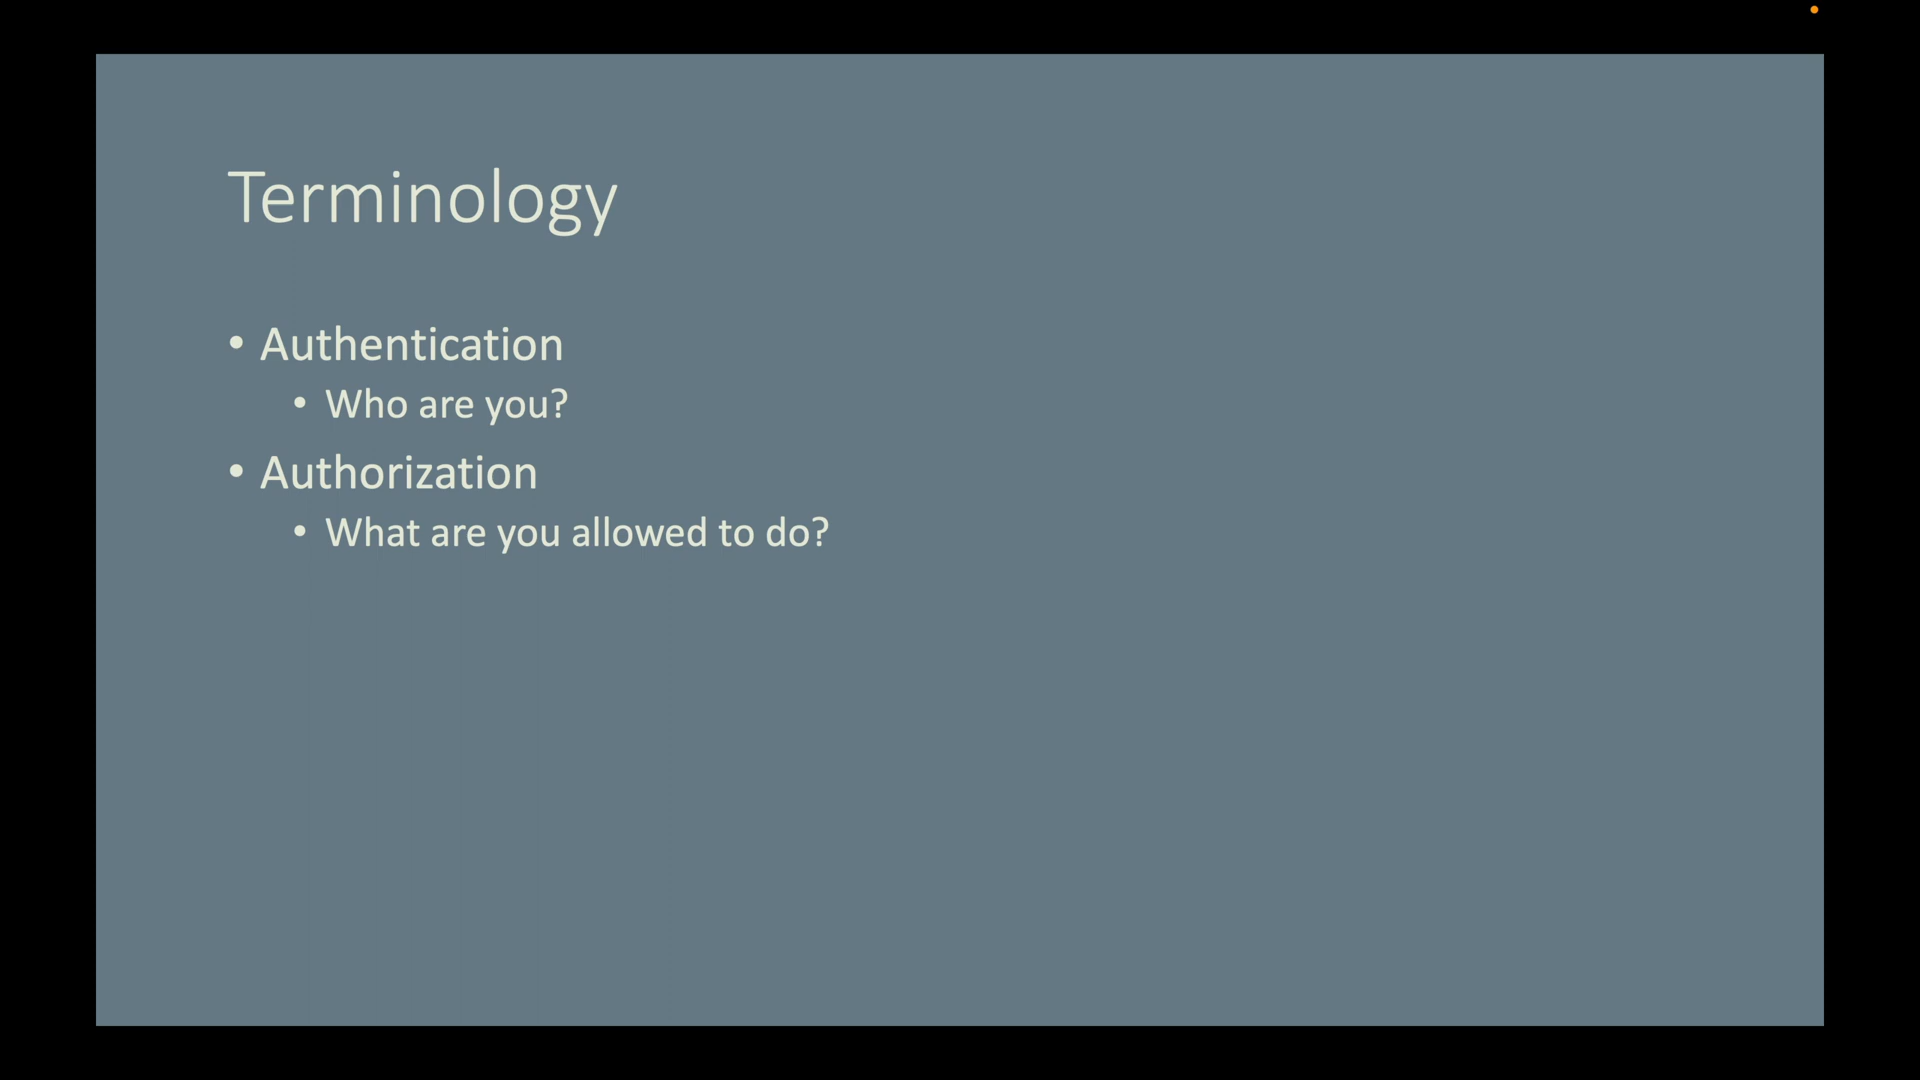 Terminology
• Authentication
• Who are you?
• Authorization
• What are you allowed to do?